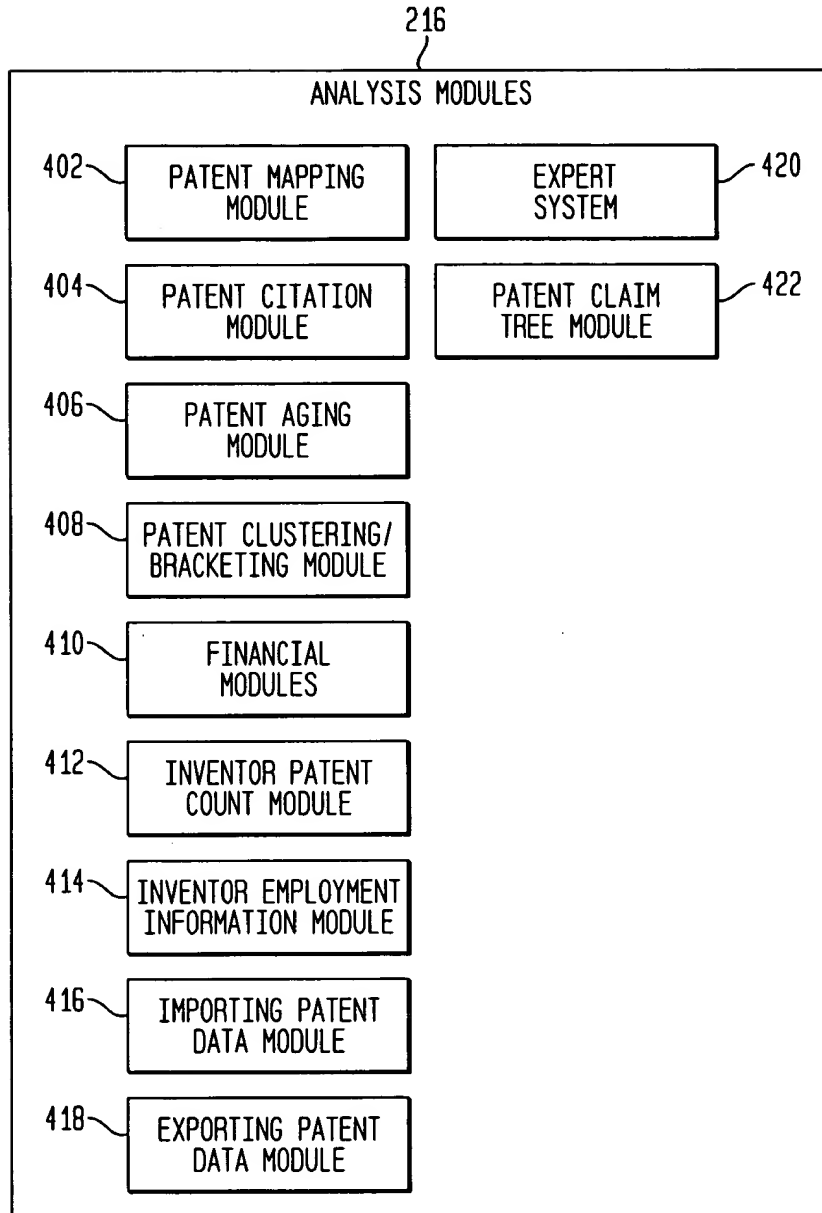 216
ANALYSIS MODULES
402
PATENT MAPPING
MODULE
EXPERT
SYSTEM
420
404
PATENT CITATION
MODULE
PATENT CLAIM
TREE MODULE
422
406
PATENT AGING
MODULE
408
PATENT CLUSTERING/
BRACKETING MODULE
410
FINANCIAL
MODULES
412
INVENTOR PATENT
COUNT MODULE
414
INVENTOR EMPLOYMENT
INFORMATION MODULE
416
IMPORTING PATENT
DATA MODULE
418
EXPORTING PATENT
DATA MODULE